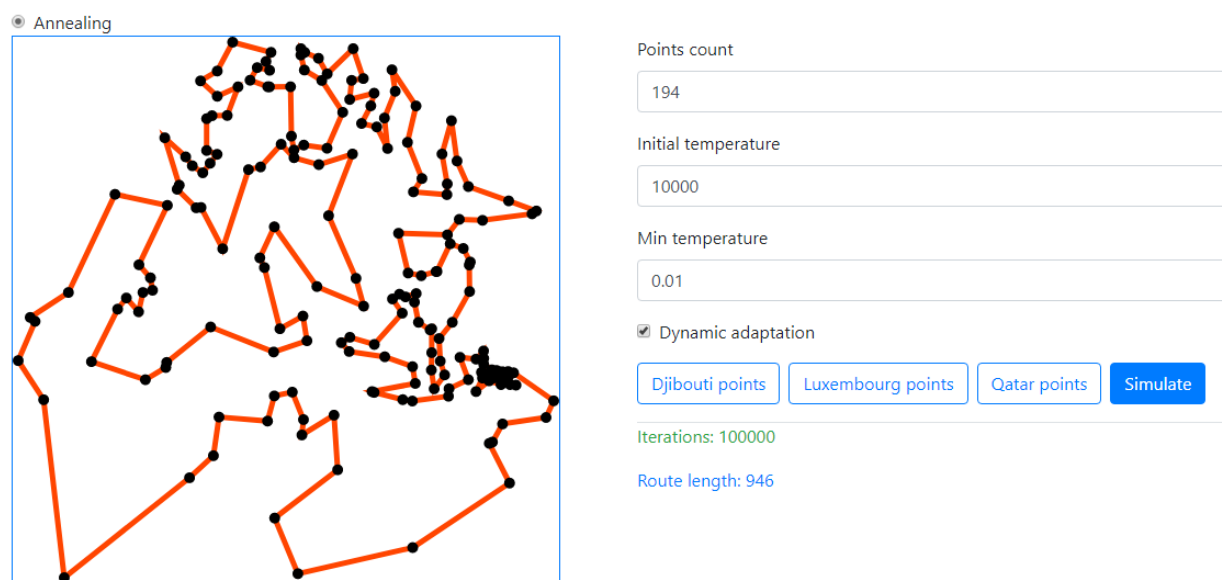 Annealing
Points count
194
Initial temperature
10000
Min temperature
0.01
Dynamic adaptation
Djibouti points Luxembourg points Qatar points Simulate
Iterations: 100000
Route length: 946